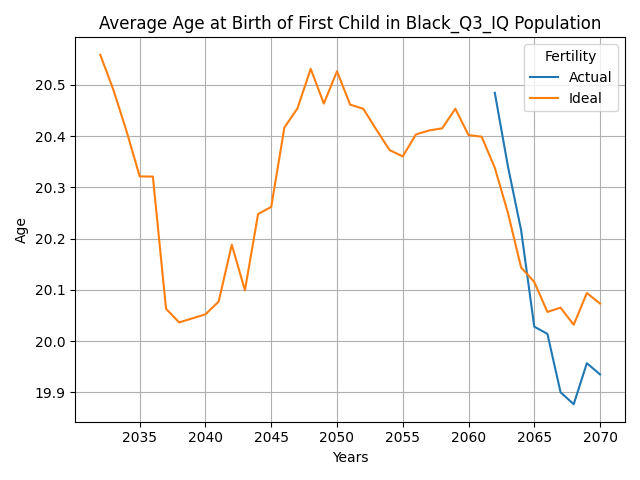 Average Age at Birth of First Child in Black_Q3_IQ Population
Fertility
Actual
Ideal
Age
20.5
20.4
20.3
20.2
20.1
20.0
19.9
2035 2040 2045 2050 2055 2060 2065 2070
Years